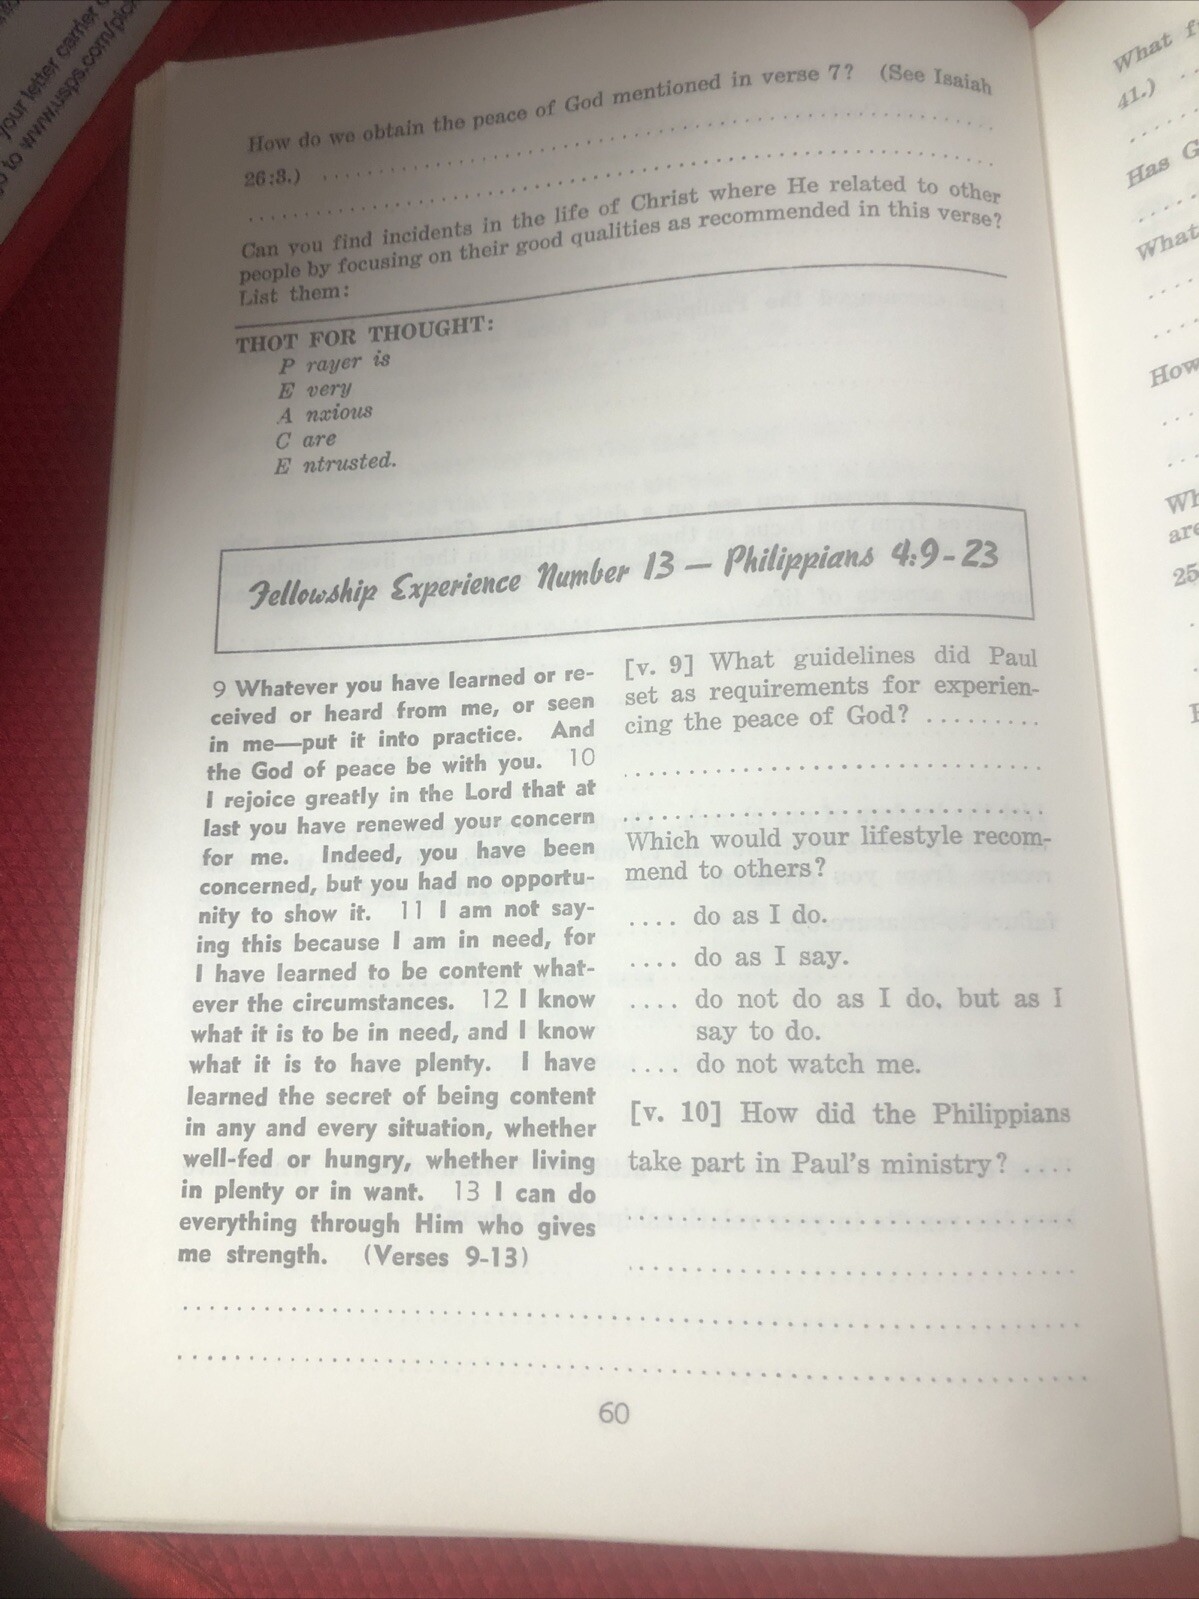 your letter carrier
to www.usps.com/pic
How do we obtain the peace of God mentioned in verse 7? (See Isaiah
26:3.) ........................................
........................................
Can you find incidents in the life of Christ where He related to other
people by focusing on their good qualities as recommended in this verse?
List them:
THOT FOR THOUGHT:
P rayer is
E very
A nxious
C are
E ntrusted.
Fellowship Experience Number 13 — Philippians 4:9-23
9 Whatever you have learned or re-
ceived or heard from me, or seen
in me—put it into practice. And
the God of peace be with you. 10
I rejoice greatly in the Lord that at
last you have renewed your concern
for me. Indeed, you have been
concerned, but you had no opportu-
nity to show it. 11 I am not say-
ing this because I am in need, for
I have learned to be content what-
ever the circumstances. 12 I know
what it is to be in need, and I know
what it is to have plenty. I have
learned the secret of being content
in any and every situation, whether
well-fed or hungry, whether living
in plenty or in want. 13 I can do
everything through Him who gives
me strength. (Verses 9-13)
[v. 9] What guidelines did Paul
set as requirements for experien-
cing the peace of God? .........
..............................
..............................
Which would your lifestyle recom-
mend to others?
.... do as I do.
.... do as I say.
.... do not do as I do, but as I
say to do.
.... do not watch me.
[v. 10] How did the Philippians
take part in Paul's ministry? ....
..............................
..............................
............................................................
............................................................
60
What f
41.)
Has G
What
How
Wh
are
25